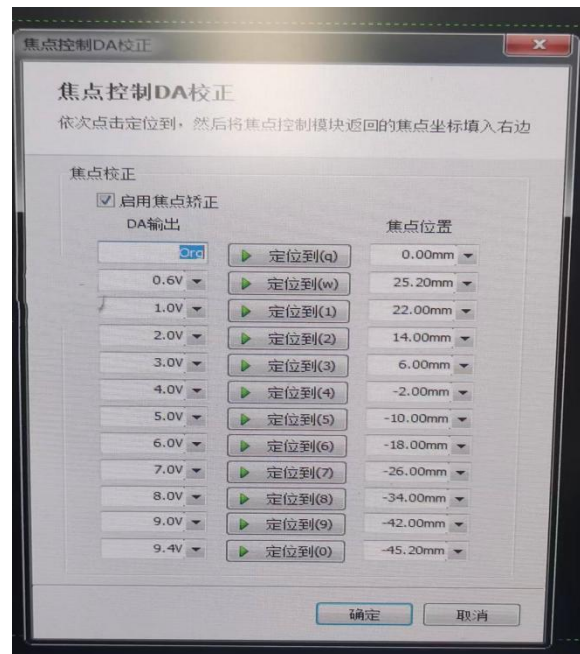 焦点控制DA校正
焦点控制DA校正
依次点击定位到，然后将焦点控制模块返回的焦点坐标填入右边
焦点校正
启用焦点矫正
DA输出 焦点位置
Org 定位到(q) 0.00mm
0.6V 定位到(w) 25.20mm
1.0V 定位到(1) 22.00mm
2.0V 定位到(2) 14.00mm
3.0V 定位到(3) 6.00mm
4.0V 定位到(4) -2.00mm
5.0V 定位到(5) -10.00mm
6.0V 定位到(6) -18.00mm
7.0V 定位到(7) -26.00mm
8.0V 定位到(8) -34.00mm
9.0V 定位到(9) -42.00mm
9.4V 定位到(0) -45.20mm
确定 取消